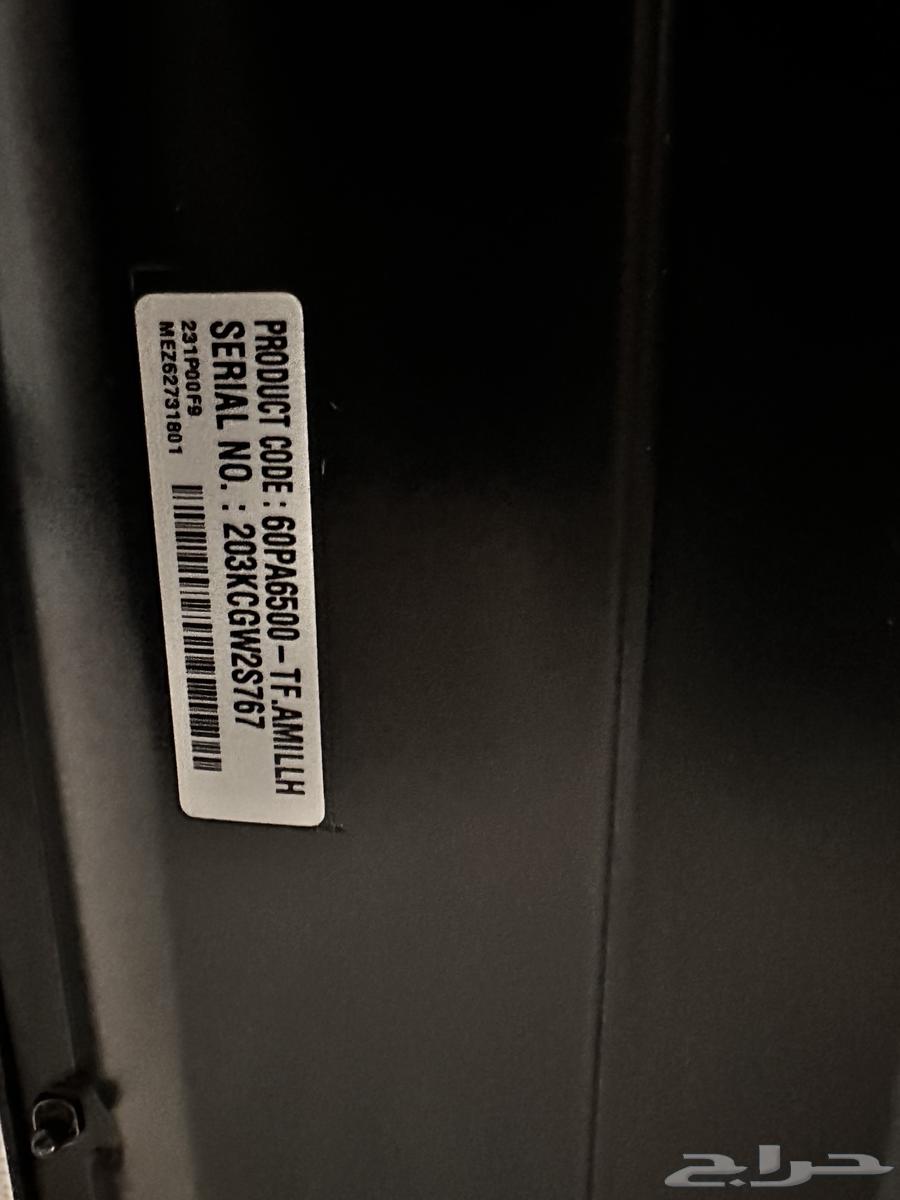 PRODUCT CODE : 60PA6500-TF.AMILLH
SERIAL NO. : 203KCGW2S767
231P00F9
MEZ62731801
حراج